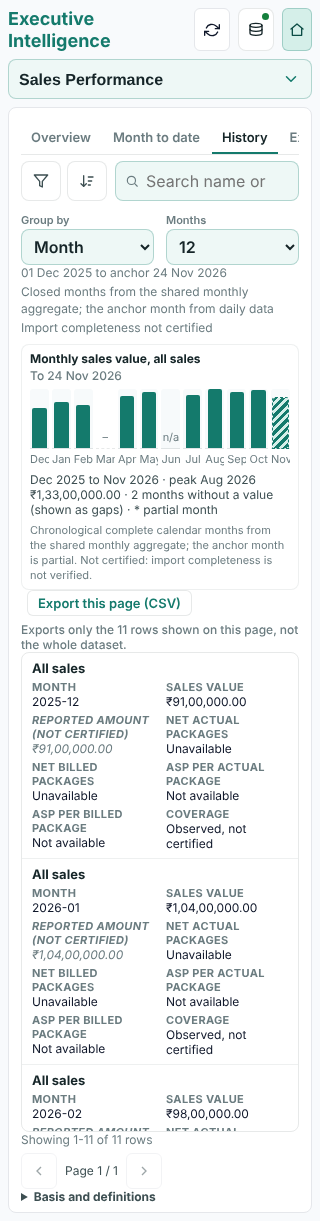 Executive
Intelligence
Sales Performance
Overview Month to date History
Search name or
Group by Months
Month 12
01 Dec 2025 to anchor 24 Nov 2026
Closed months from the shared monthly
aggregate; the anchor month from daily data
Import completeness not certified
Monthly sales value, all sales
To 24 Nov 2026
– n/a
Dec Jan Feb Mar Apr May Jun Jul Aug Sep Oct Nov
Dec 2025 to Nov 2026 · peak Aug 2026
₹1,33,00,000.00 · 2 months without a value
(shown as gaps) · * partial month
Chronological complete calendar months from
the shared monthly aggregate; the anchor month
is partial. Not certified: import completeness is
not verified.
Export this page (CSV)
Exports only the 11 rows shown on this page, not
the whole dataset.
All sales
MONTH SALES VALUE
2025-12 ₹91,00,000.00
REPORTED AMOUNT NET ACTUAL
(NOT CERTIFIED) PACKAGES
₹91,00,000.00 Unavailable
NET BILLED ASP PER ACTUAL
PACKAGES PACKAGE
Unavailable Not available
ASP PER BILLED COVERAGE
PACKAGE Observed, not
Not available certified
All sales
MONTH SALES VALUE
2026-01 ₹1,04,00,000.00
REPORTED AMOUNT NET ACTUAL
(NOT CERTIFIED) PACKAGES
₹1,04,00,000.00 Unavailable
NET BILLED ASP PER ACTUAL
PACKAGES PACKAGE
Unavailable Not available
ASP PER BILLED COVERAGE
PACKAGE Observed, not
Not available certified
All sales
MONTH SALES VALUE
2026-02 ₹98,00,000.00
REPORTED AMOUNT NET ACTUAL
Showing 1-11 of 11 rows
Page 1 / 1
Basis and definitions